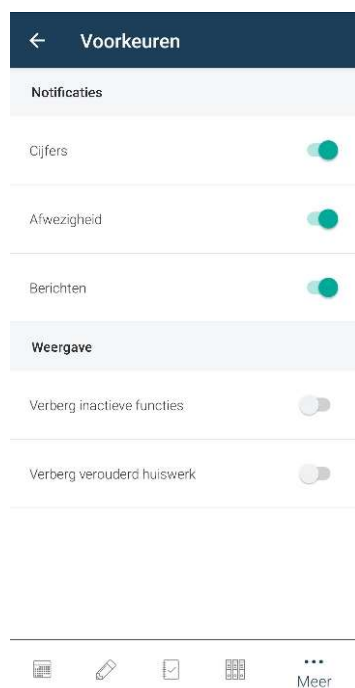 Voorkeuren
Notificaties
Cijfers
Afwezigheid
Berichten
Weergave
Verberg inactieve functies
Verberg verouderd huiswerk
Meer